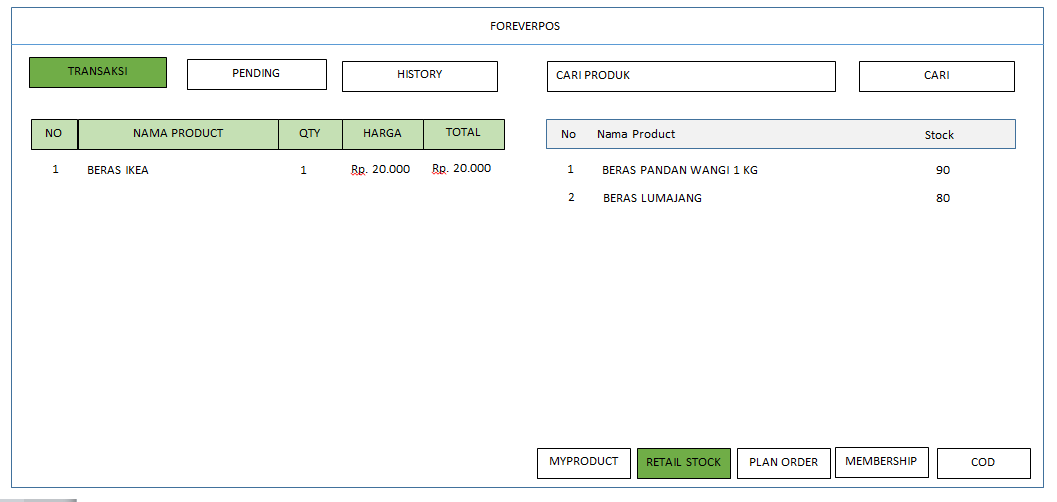 FOREVERPOS
TRANSAKSI PENDING HISTORY CARI PRODUK CARI
NO NAMA PRODUCT QTY HARGA TOTAL
1 BERAS IKEA 1 Rp. 20.000 Rp. 20.000
No Nama Product Stock
1 BERAS PANDAN WANGI 1 KG 90
2 BERAS LUMAJANG 80
MYPRODUCT RETAIL STOCK PLAN ORDER MEMBERSHIP COD